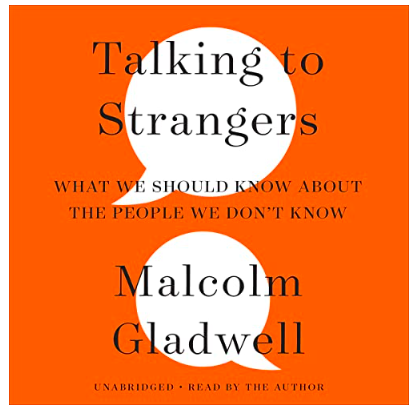 Talking to
Strangers
WHAT WE SHOULD KNOW ABOUT
THE PEOPLE WE DON'T KNOW
Malcolm
Gladwell
UNABRIDGED • READ BY THE AUTHOR